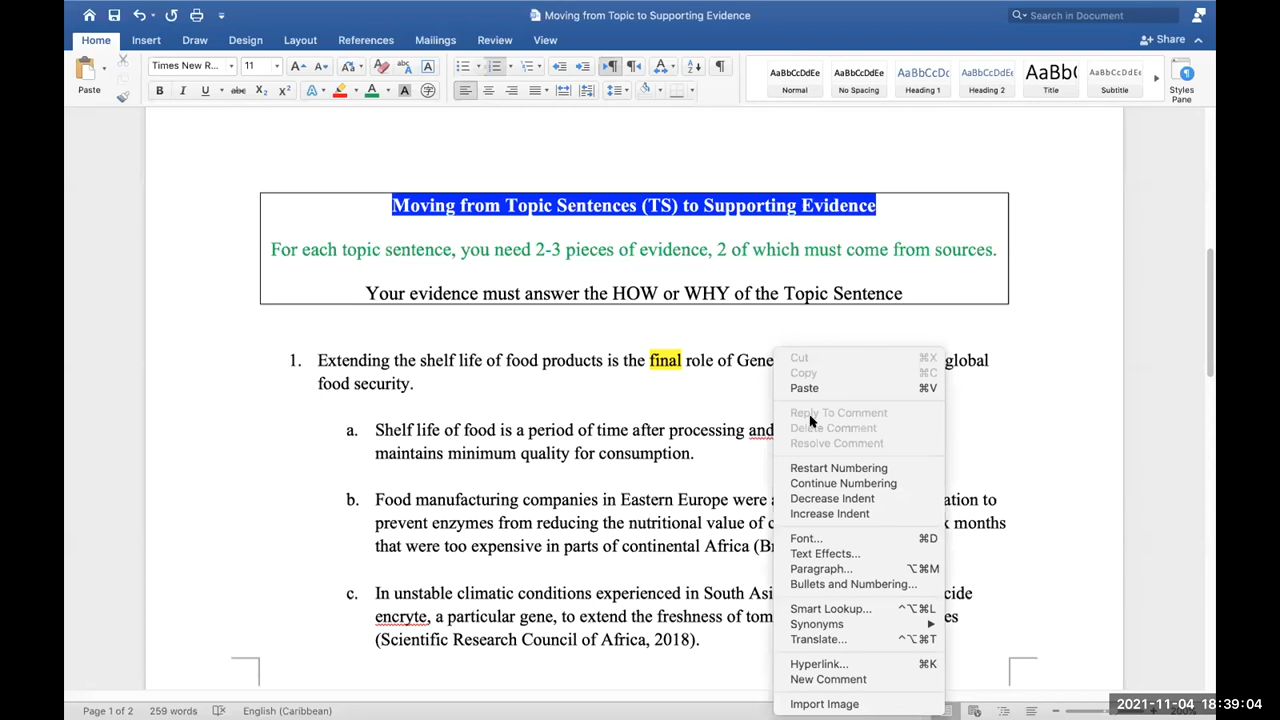 Moving from Topic to Supporting Evidence
Search in Document
Home Insert Draw Design Layout References Mailings Review View
Share
Paste
Times New R... 11
AaBbCcDdEe AaBbCcDdEe AaBbCcDc AaBbCcDdEe AaBb( AaBbCcDdEe
Normal No Spacing Heading 1 Heading 2 Title Subtitle
Styles
Pane
Moving from Topic Sentences (TS) to Supporting Evidence
For each topic sentence, you need 2-3 pieces of evidence, 2 of which must come from sources.
Your evidence must answer the HOW or WHY of the Topic Sentence
1. Extending the shelf life of food products is the final role of Gene global
food security.
a. Shelf life of food is a period of time after processing and
maintains minimum quality for consumption.
b. Food manufacturing companies in Eastern Europe were a ation to
prevent enzymes from reducing the nutritional value of c x months
that were too expensive in parts of continental Africa (Br
c. In unstable climatic conditions experienced in South Asi cide
encryte, a particular gene, to extend the freshness of tom es
(Scientific Research Council of Africa, 2018).
Cut ⌘X
Copy ⌘C
Paste ⌘V
Reply To Comment
Delete Comment
Resolve Comment
Restart Numbering
Continue Numbering
Decrease Indent
Increase Indent
Font... ⌘D
Text Effects...
Paragraph... ⌥⌘M
Bullets and Numbering...
Smart Lookup... ^⌥⌘L
Synonyms
Translate... ^⌥⌘T
Hyperlink... ⌘K
New Comment
Import Image
Page 1 of 2 259 words English (Caribbean)
2021-11-04 18:39:04